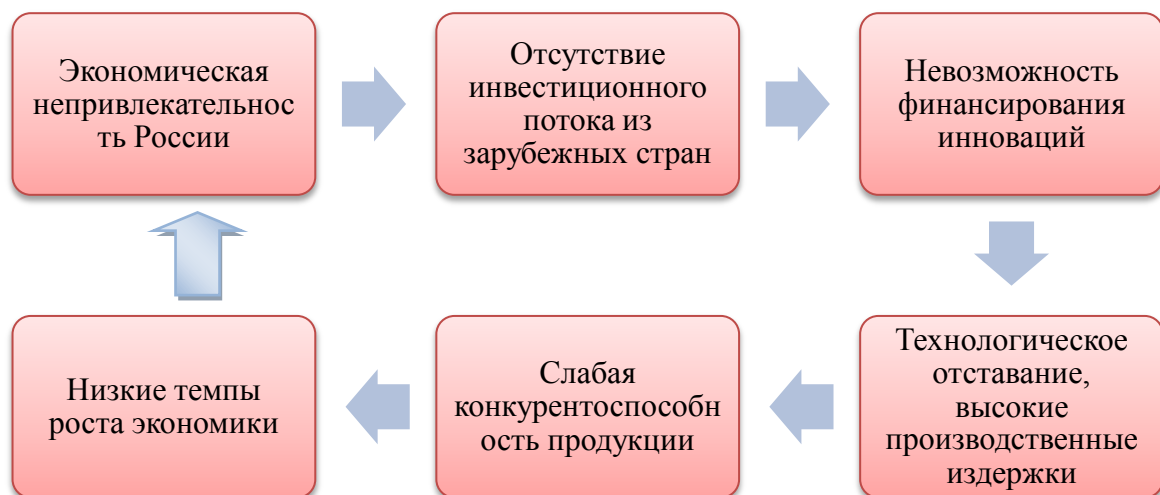 Экономическая
непривлекательнос
ть России
Отсутствие
инвестиционного
потока из
зарубежных стран
Невозможность
финансирования
инноваций
Технологическое
отставание,
высокие
производственные
издержки
Слабая
конкурентоспособн
ость продукции
Низкие темпы
роста экономики